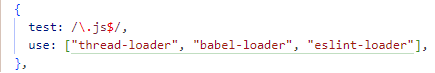 {
test: /\.js$/,
use: ["thread-loader", "babel-loader", "eslint-loader"],
},